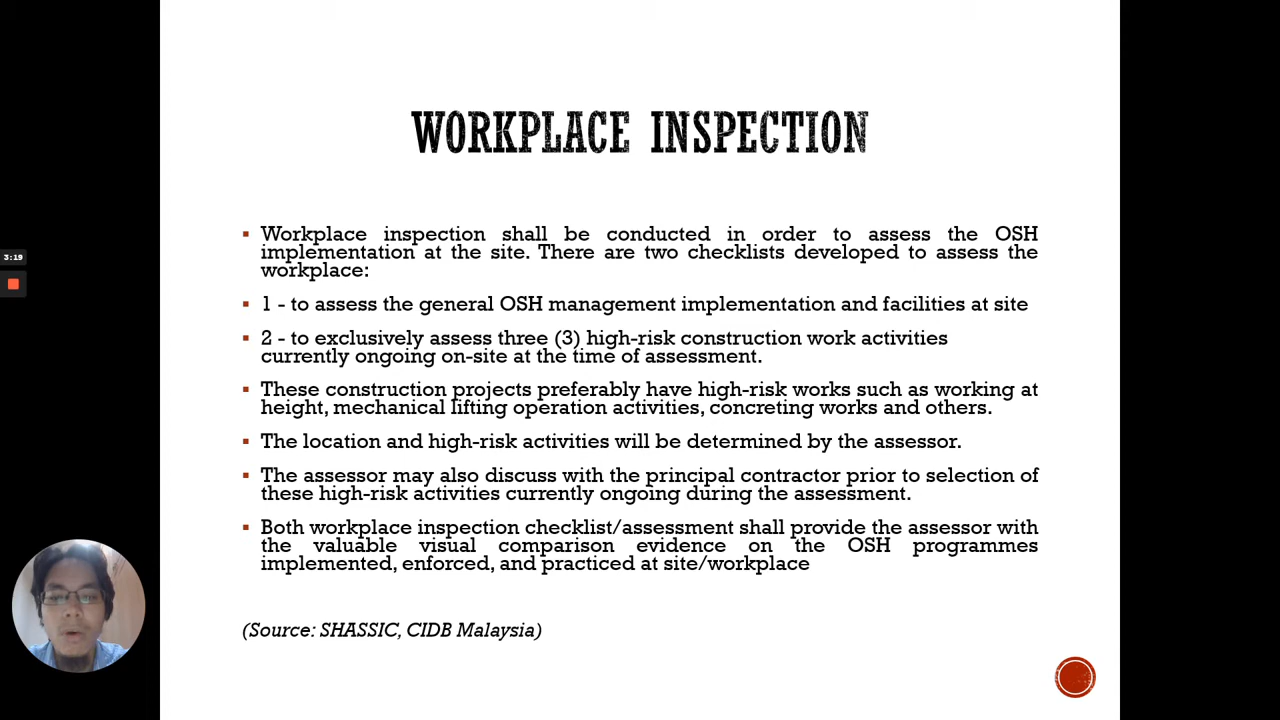 WORKPLACE INSPECTION
Workplace inspection shall be conducted in order to assess the OSH
implementation at the site. There are two checklists developed to assess the
workplace:
1 - to assess the general OSH management implementation and facilities at site
2 - to exclusively assess three (3) high-risk construction work activities
currently ongoing on-site at the time of assessment.
These construction projects preferably have high-risk works such as working at
height, mechanical lifting operation activities, concreting works and others.
The location and high-risk activities will be determined by the assessor.
The assessor may also discuss with the principal contractor prior to selection of
these high-risk activities currently ongoing during the assessment.
Both workplace inspection checklist/assessment shall provide the assessor with
the valuable visual comparison evidence on the OSH programmes
implemented, enforced, and practiced at site/workplace
(Source: SHASSIC, CIDB Malaysia)
3:19